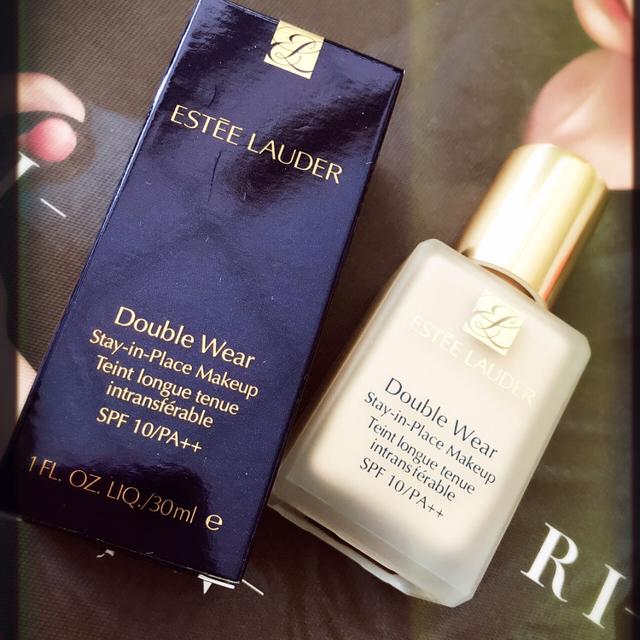 ESTĒE LAUDER
Double Wear
Stay-in-Place Makeup
Teint longue tenue
intransférable
SPF 10/PA++
1 FL. OZ. LIQ./30ml e
ESTĒE LAUDER
Double Wear
Stay-in-Place Makeup
Teint longue tenue
intransférable
SPF 10/PA++